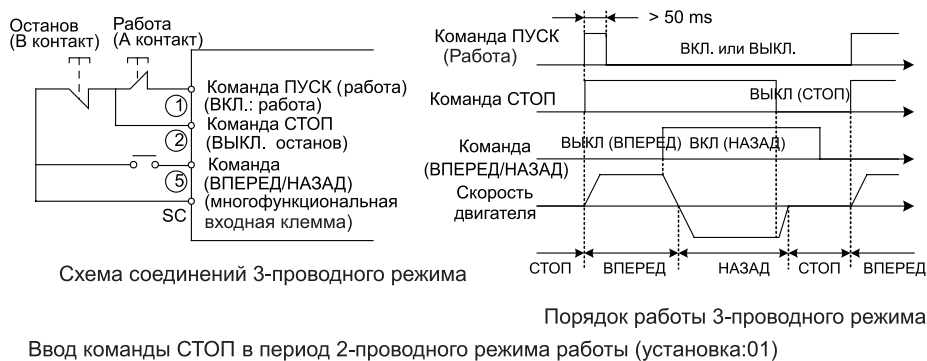 Останов
(В контакт)
Работа
(А контакт)
Команда ПУСК (работа)
(ВКЛ.: работа)
1
Команда СТОП
(ВЫКЛ. останов)
2
Команда
(ВПЕРЕД/НАЗАД)
(многофункциональная
входная клемма)
5
SC
Схема соединений 3-проводного режима
> 50 ms
Команда ПУСК
(Работа)
ВКЛ. или ВЫКЛ.
Команда СТОП
ВЫКЛ (СТОП)
Команда
(ВПЕРЕД/НАЗАД)
ВЫКЛ (ВПЕРЕД)
ВКЛ (НАЗАД)
Скорость
двигателя
СТОП
ВПЕРЕД
НАЗАД
СТОП
ВПЕРЕД
Порядок работы 3-проводного режима
Ввод команды СТОП в период 2-проводного режима работы (установка:01)